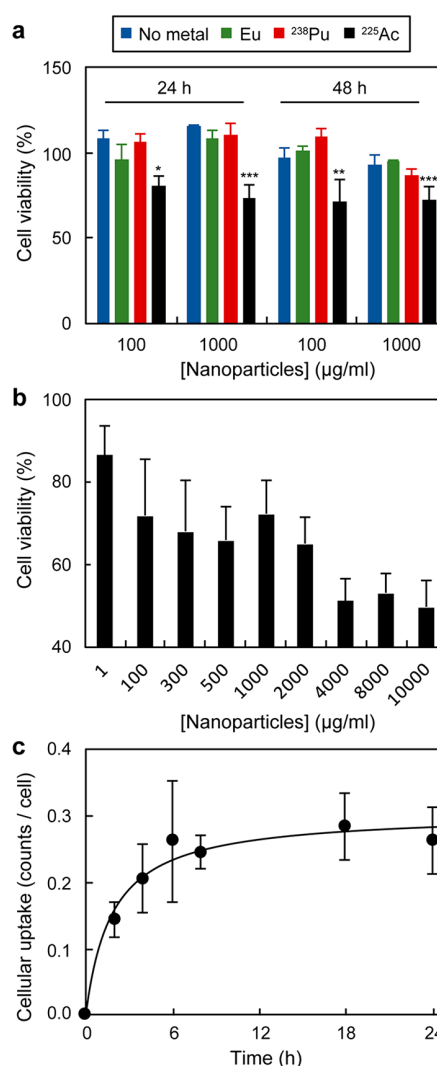 a
No metal Eu ²³⁸Pu ²²⁵Ac
24 h 48 h
Cell viability (%)
150
100
50
0
* *** ** ***
100 1000 100 1000
[Nanoparticles] (µg/ml)
b
Cell viability (%)
100
80
60
40
1 100 300 500 1000 2000 4000 8000 10000
[Nanoparticles] (µg/ml)
c
Cellular uptake (counts / cell)
0.4
0.3
0.2
0.1
0.0
0 6 12 18 24
Time (h)